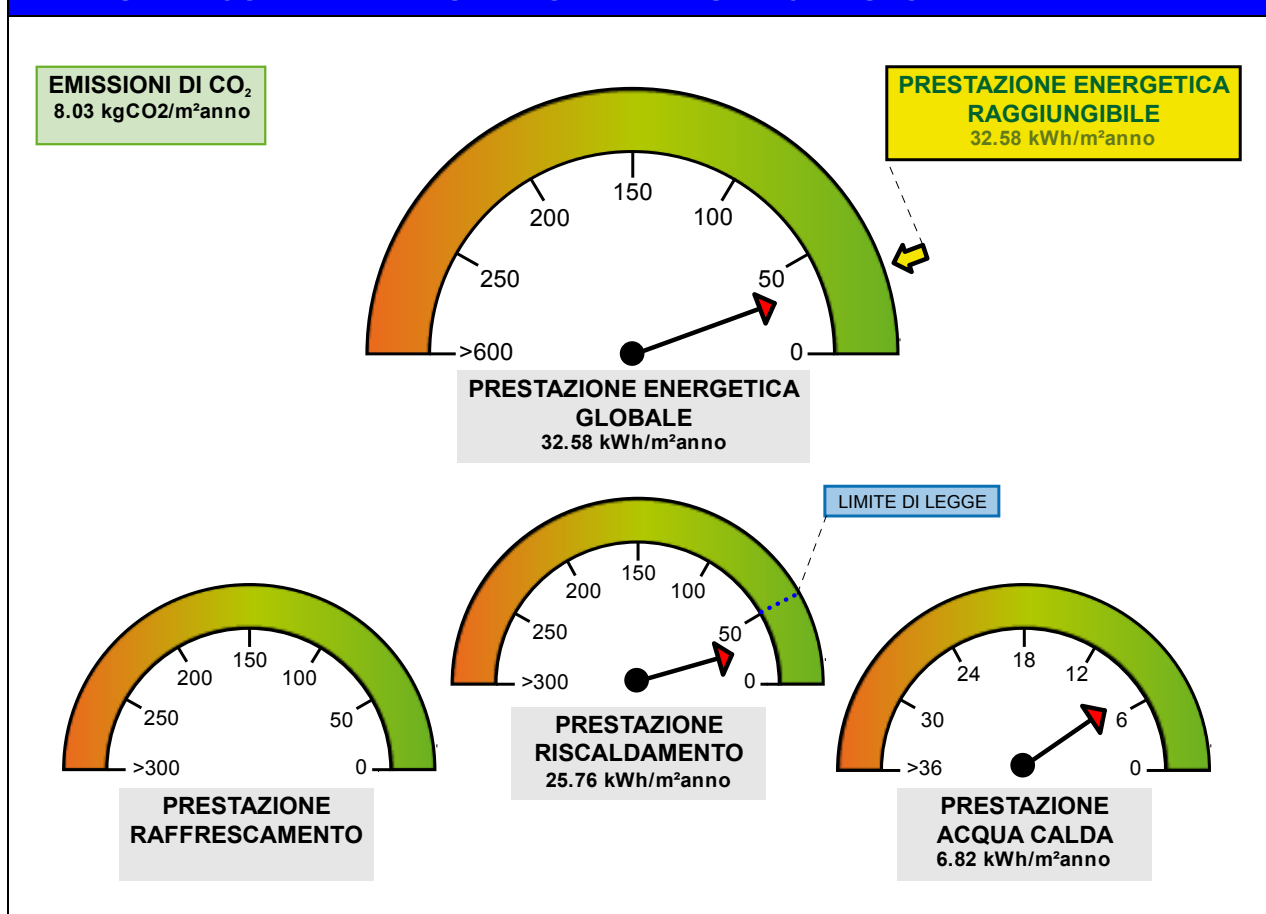 EMISSIONI DI CO₂
8.03 kgCO2/m²anno
PRESTAZIONE ENERGETICA
RAGGIUNGIBILE
32.58 kWh/m²anno
150
200
100
250
50
>600
0
PRESTAZIONE ENERGETICA
GLOBALE
32.58 kWh/m²anno
LIMITE DI LEGGE
150
200
100
250
50
>300
0
PRESTAZIONE
RISCALDAMENTO
25.76 kWh/m²anno
150
200
100
250
50
>300
0
PRESTAZIONE
RAFFRESCAMENTO
18
24
12
30
6
>36
0
PRESTAZIONE
ACQUA CALDA
6.82 kWh/m²anno